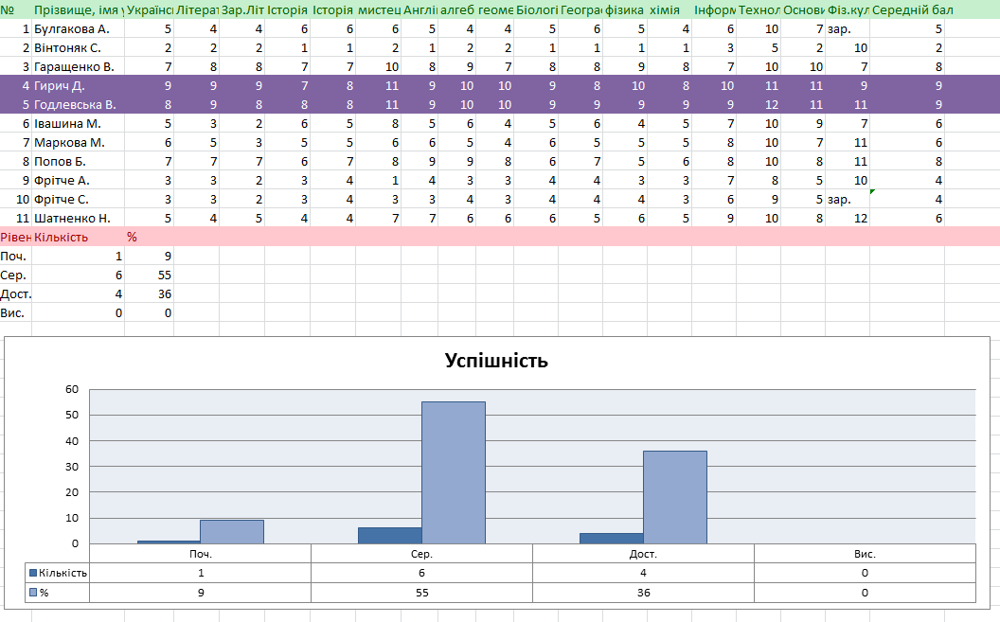 № Прізвище, імя у Українс Літерат Зар.Літ Історія Історія мистец Англій алгеб геоме Біологі Геогра фізика хімія Інформ Технол Основи Фіз.кул Середній бал
1 Булгакова А. 5 4 4 6 6 6 5 4 4 5 6 5 4 6 10 7 зар. 5
2 Вінтоняк С. 2 2 2 1 1 2 1 2 2 1 1 1 1 3 5 2 10 2
3 Гаращенко В. 7 8 8 7 7 10 8 9 7 8 8 9 8 7 10 10 7 8
4 Гирич Д. 9 9 9 7 8 11 9 10 10 9 8 10 8 10 11 11 9 9
5 Годлевська В. 8 9 8 8 8 11 9 10 10 9 9 9 9 9 12 11 11 9
6 Івашина М. 5 3 2 6 5 8 5 6 4 5 6 4 5 7 10 9 7 6
7 Маркова М. 6 5 3 5 5 6 6 5 4 6 5 5 5 8 10 7 11 6
8 Попов Б. 7 7 7 6 7 8 9 9 8 6 7 5 6 8 10 8 11 8
9 Фрітче А. 3 3 2 3 4 1 4 3 3 4 4 3 3 7 8 5 10 4
10 Фрітче С. 3 3 2 3 4 3 3 4 3 4 4 4 3 6 9 5 зар. 4
11 Шатненко Н. 5 4 5 4 4 7 7 6 6 6 5 6 5 9 10 8 12 6
Рівен Кількість %
Поч. 1 9
Сер. 6 55
Дост. 4 36
Вис. 0 0
Успішність
60
50
40
30
20
10
0
Поч. Сер. Дост. Вис.
Кількість 1 6 4 0
% 9 55 36 0